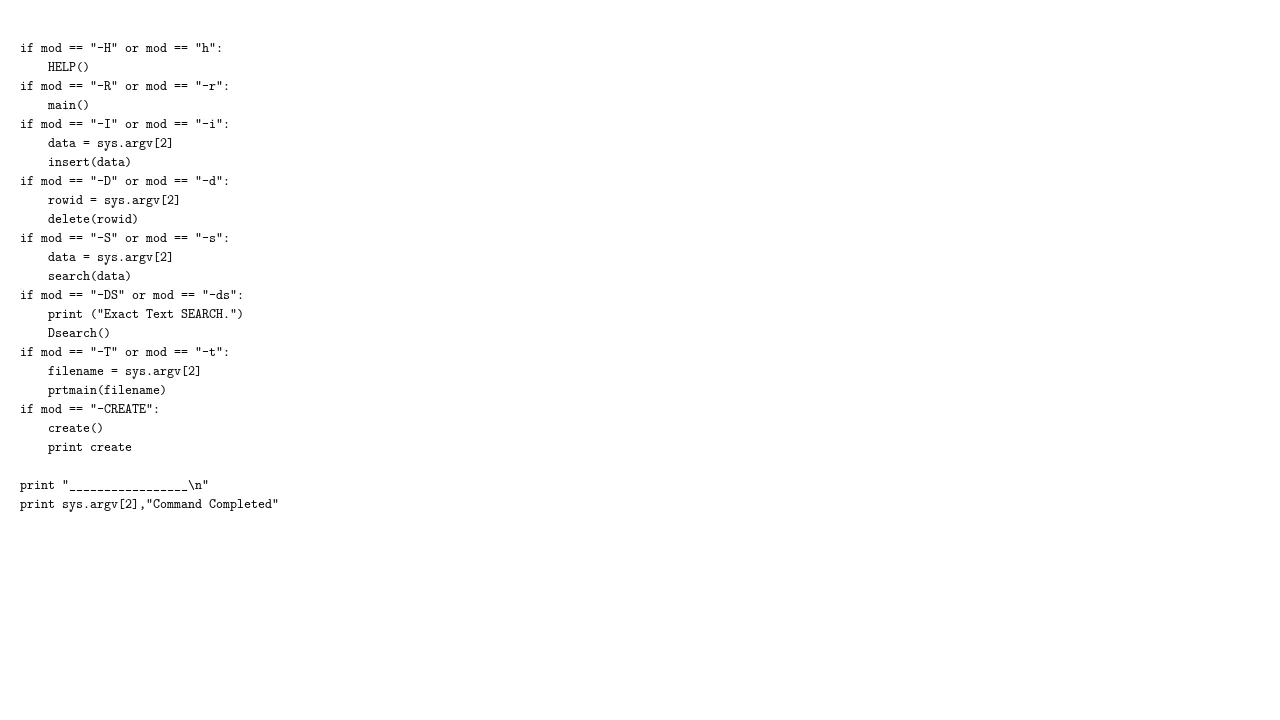 if mod == "-H" or mod == "h":
    HELP()
if mod == "-R" or mod == "-r":
    main()
if mod == "-I" or mod == "-i":
    data = sys.argv[2]
    insert(data)
if mod == "-D" or mod == "-d":
    rowid = sys.argv[2]
    delete(rowid)
if mod == "-S" or mod == "-s":
    data = sys.argv[2]
    search(data)
if mod == "-DS" or mod == "-ds":
    print ("Exact Text SEARCH.")
    Dsearch()
if mod == "-T" or mod == "-t":
    filename = sys.argv[2]
    prtmain(filename)
if mod == "-CREATE":
    create()
    print create

print "_________________\n"
print sys.argv[2],"Command Completed"